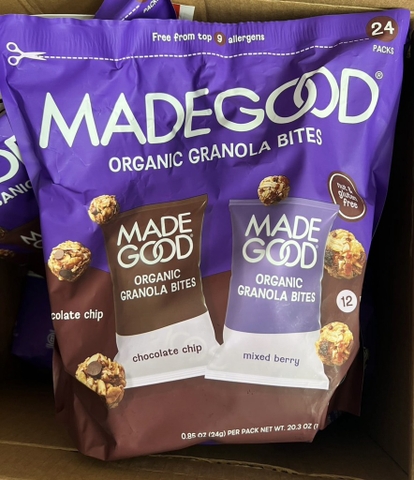 Free from top 9 allergens
24
PACKS
MADEGOOD®
ORGANIC GRANOLA BITES
nut & gluten free
MADE
GOOD
ORGANIC
GRANOLA BITES
chocolate chip
MADE
GOOD
ORGANIC
GRANOLA BITES
mixed berry
colate chip
12
0.85 oz (24g) PER PACK NET WT. 20.3 OZ (1